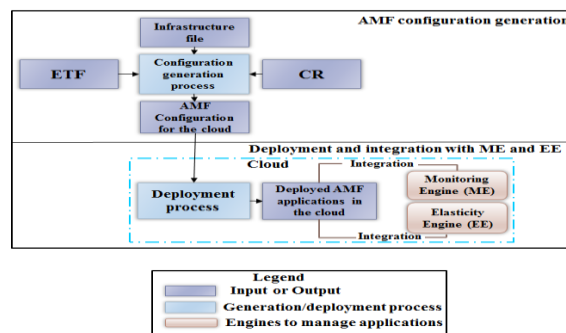 AMF configuration generation
Infrastructure
file
ETF
Configuration
generation
process
CR
AMF
Configuration
for the cloud
Deployment and integration with ME and EE
Cloud
Integration
Deployment
process
Deployed AMF
applications in
the cloud
Monitoring
Engine (ME)
Elasticity
Engine (EE)
Integration
Legend
Input or Output
Generation/deployment process
Engines to manage applications